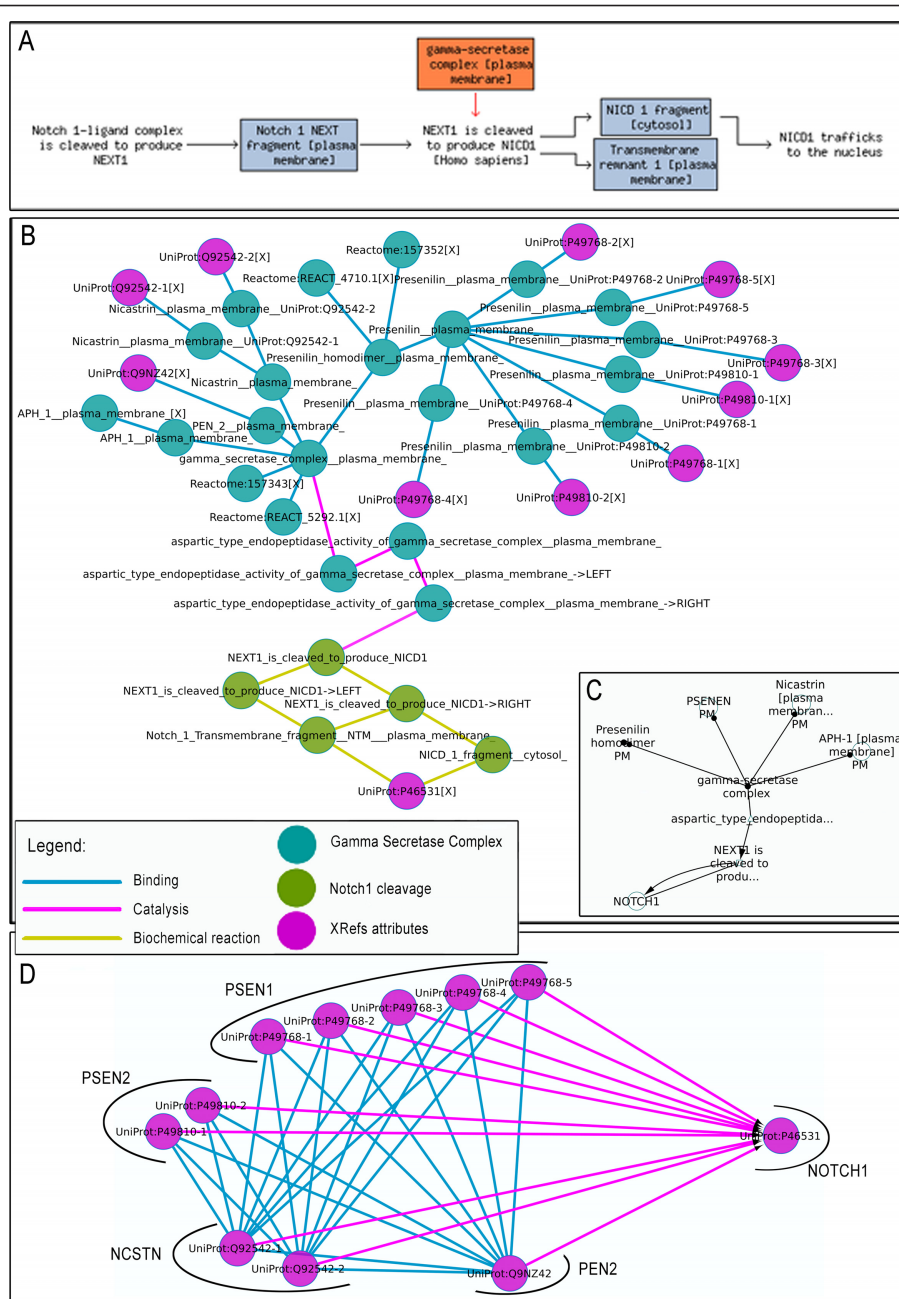 A
gamma-secretase
complex [plasma
membrane]
Notch 1-ligand complex
is cleaved to produce
NEXT1
Notch 1 NEXT
fragment [plasma
membrane]
NEXT1 is cleaved
to produce NICD1
[Homo sapiens]
NICD 1 fragment
[cytosol]
Transmembrane
remnant 1 [plasma
membrane]
NICD1 traffics
to the nucleus
B
UniProt:Q92542-2[X]
Reactome:157352[X]
UniProt:P49768-2[X]
Reactome:REACT_4710.1[X]
Presenilin__plasma_membrane__UniProt:P49768-2
UniProt:P49768-5[X]
UniProt:Q92542-1[X]
Nicastrin__plasma_membrane__UniProt:Q92542-2
Presenilin__plasma_membrane__UniProt:P49768-5
Presenilin__plasma_membrane_
Nicastrin__plasma_membrane__UniProt:Q92542-1
Presenilin__plasma_membrane__UniProt:P49768-3
Presenilin_homodimer__plasma_membrane_
UniProt:P49768-3[X]
UniProt:Q9NZ42[X]
Nicastrin__plasma_membrane_
Presenilin__plasma_membrane__UniProt:P49810-1
UniProt:P49810-1[X]
Presenilin__plasma_membrane__UniProt:P49768-4
APH_1__plasma_membrane_[X]
PEN_2__plasma_membrane_
Presenilin__plasma_membrane__UniProt:P49768-1
APH_1__plasma_membrane_
Presenilin__plasma_membrane__UniProt:P49810-2
gamma_secretase_complex__plasma_membrane_
UniProt:P49768-1[X]
Reactome:157343[X]
UniProt:P49768-4[X]
UniProt:P49810-2[X]
Reactome:REACT_5292.1[X]
aspartic_type_endopeptidase_activity_of_gamma_secretase_complex__plasma_membrane_
aspartic_type_endopeptidase_activity_of_gamma_secretase_complex__plasma_membrane_->LEFT
aspartic_type_endopeptidase_activity_of_gamma_secretase_complex__plasma_membrane_->RIGHT
NEXT1_is_cleaved_to_produce_NICD1
NEXT1_is_cleaved_to_produce_NICD1->LEFT
NEXT1_is_cleaved_to_produce_NICD1->RIGHT
Notch_1_Transmembrane_fragment__NTM___plasma_membrane_
NICD_1_fragment__cytosol_
UniProt:P46531[X]
C
Nicastrin
[plasma
membran...
PM
PSENEN
PM
Presenilin
homodimer
PM
APH-1 [plasma
membrane]
PM
gamma-secretase
complex
aspartic_type_endopeptida...
NEXT1 is
cleaved to
produ...
NOTCH1
Legend:
Binding
Catalysis
Biochemical reaction
Gamma Secretase Complex
Notch1 cleavage
XRefs attributes
D
PSEN1
UniProt:P49768-5
UniProt:P49768-4
UniProt:P49768-3
UniProt:P49768-2
UniProt:P49768-1
PSEN2
UniProt:P49810-2
UniProt:P49810-1
UniProt:P46531
NOTCH1
NCSTN
UniProt:Q92542-1
UniProt:Q92542-2
UniProt:Q9NZ42
PEN2